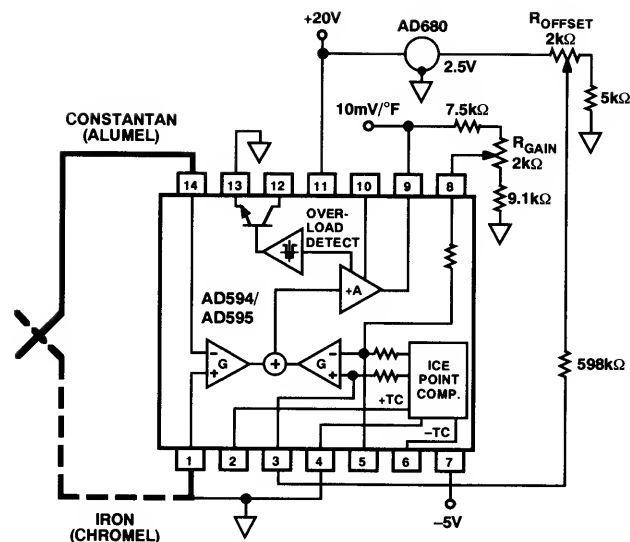 +20V
AD680
2.5V
ROFFSET
2kΩ
5kΩ
10mV/°F
7.5kΩ
RGAIN
2kΩ
9.1kΩ
CONSTANTAN
(ALUMEL)
14
13
12
11
10
9
8
OVER-
LOAD
DETECT
+A
AD594/
AD595
–
G
+
+
G
–
+
ICE
POINT
COMP.
+TC
–TC
598kΩ
1
2
3
4
5
6
7
–5V
IRON
(CHROMEL)